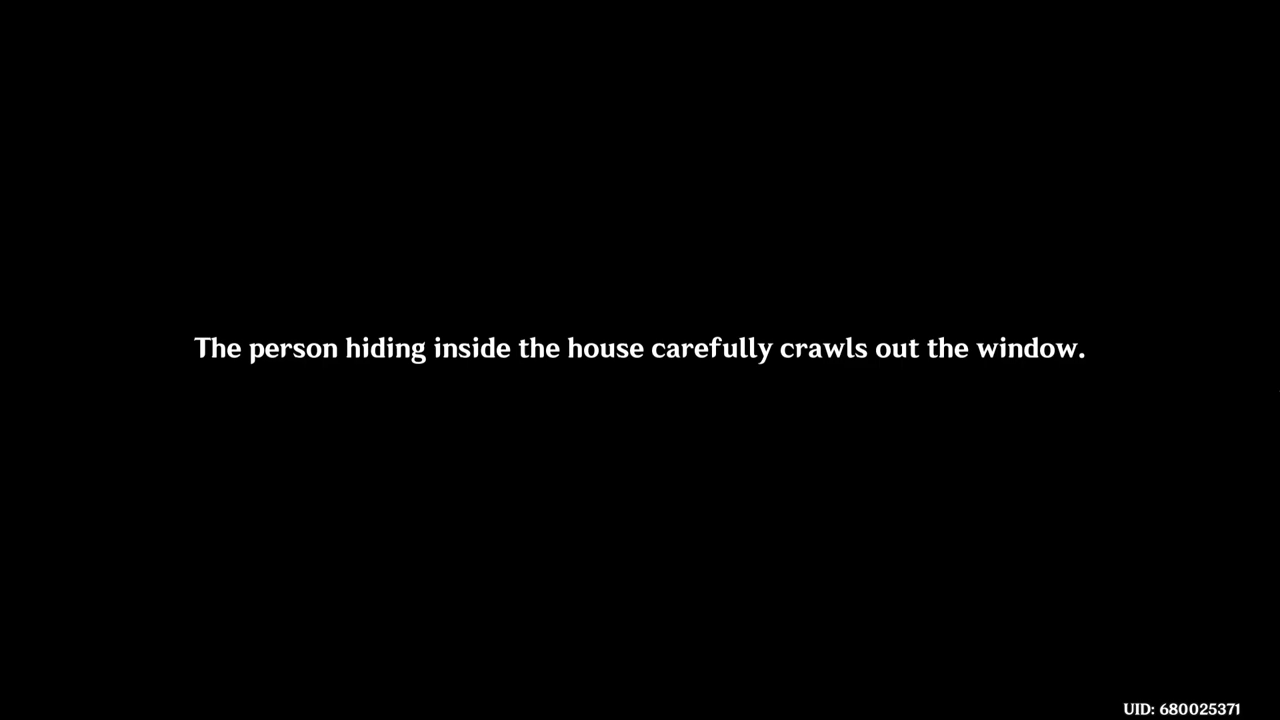 The person hiding inside the house carefully crawls out the window.
UID: 680025371